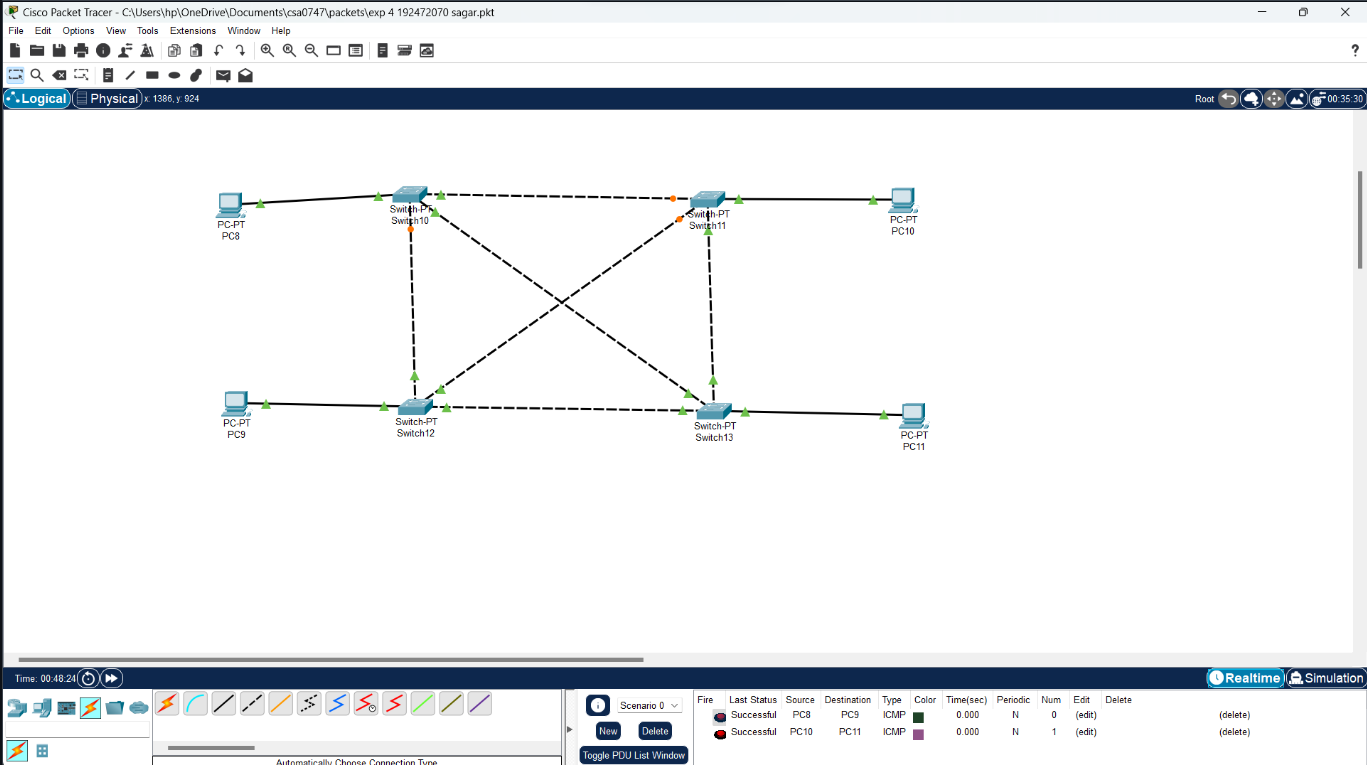 Cisco Packet Tracer - C:\Users\hp\OneDrive\Documents\csa0747\packets\exp 4 192472070 sagar.pkt
File Edit Options View Tools Extensions Window Help
?
Logical Physical x: 1386, y: 924 Root 00:35:30
PC-PT
PC8
Switch-PT
Switch10
Switch-PT
Switch11
PC-PT
PC10
PC-PT
PC9
Switch-PT
Switch12
Switch-PT
Switch13
PC-PT
PC11
Time: 00:48:24 Realtime Simulation
Scenario 0
New Delete
Toggle PDU List Window
Automatically Choose Connection Type
Fire Last Status Source Destination Type Color Time(sec) Periodic Num Edit Delete
Successful PC8 PC9 ICMP 0.000 N 0 (edit) (delete)
Successful PC10 PC11 ICMP 0.000 N 1 (edit) (delete)